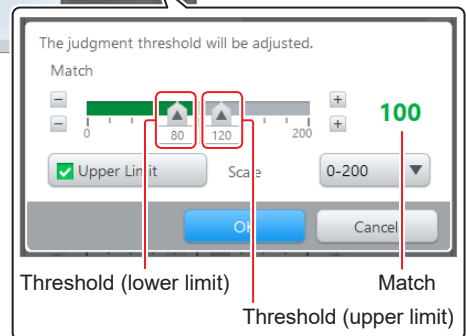 The judgment threshold will be adjusted.
Match
− + 100
− +
0 80 120 200
Upper Limit Scale 0-200
OK Cancel
Threshold (lower limit) Match
Threshold (upper limit)